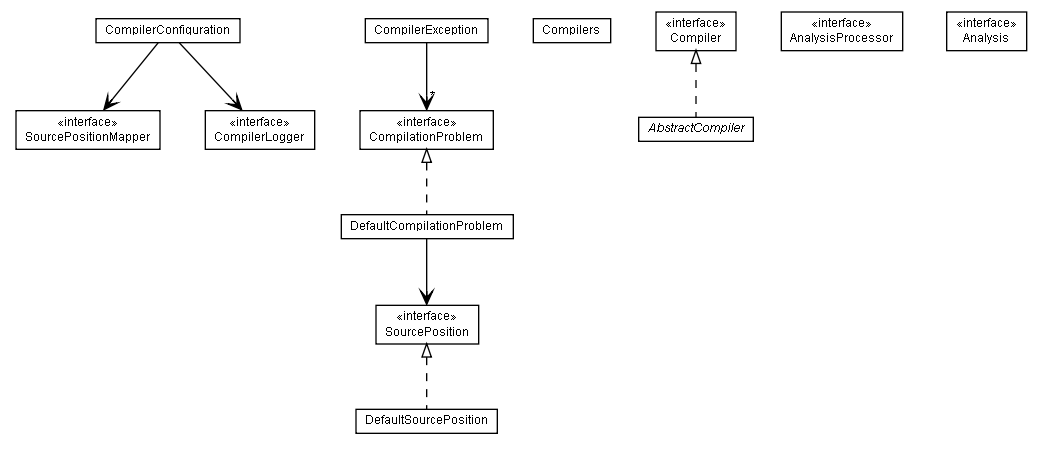 CompilerConfiguration
CompilerException
Compilers
«interface»
Compiler
«interface»
AnalysisProcessor
«interface»
Analysis
«interface»
SourcePositionMapper
«interface»
CompilerLogger
*
«interface»
CompilationProblem
AbstractCompiler
DefaultCompilationProblem
«interface»
SourcePosition
DefaultSourcePosition